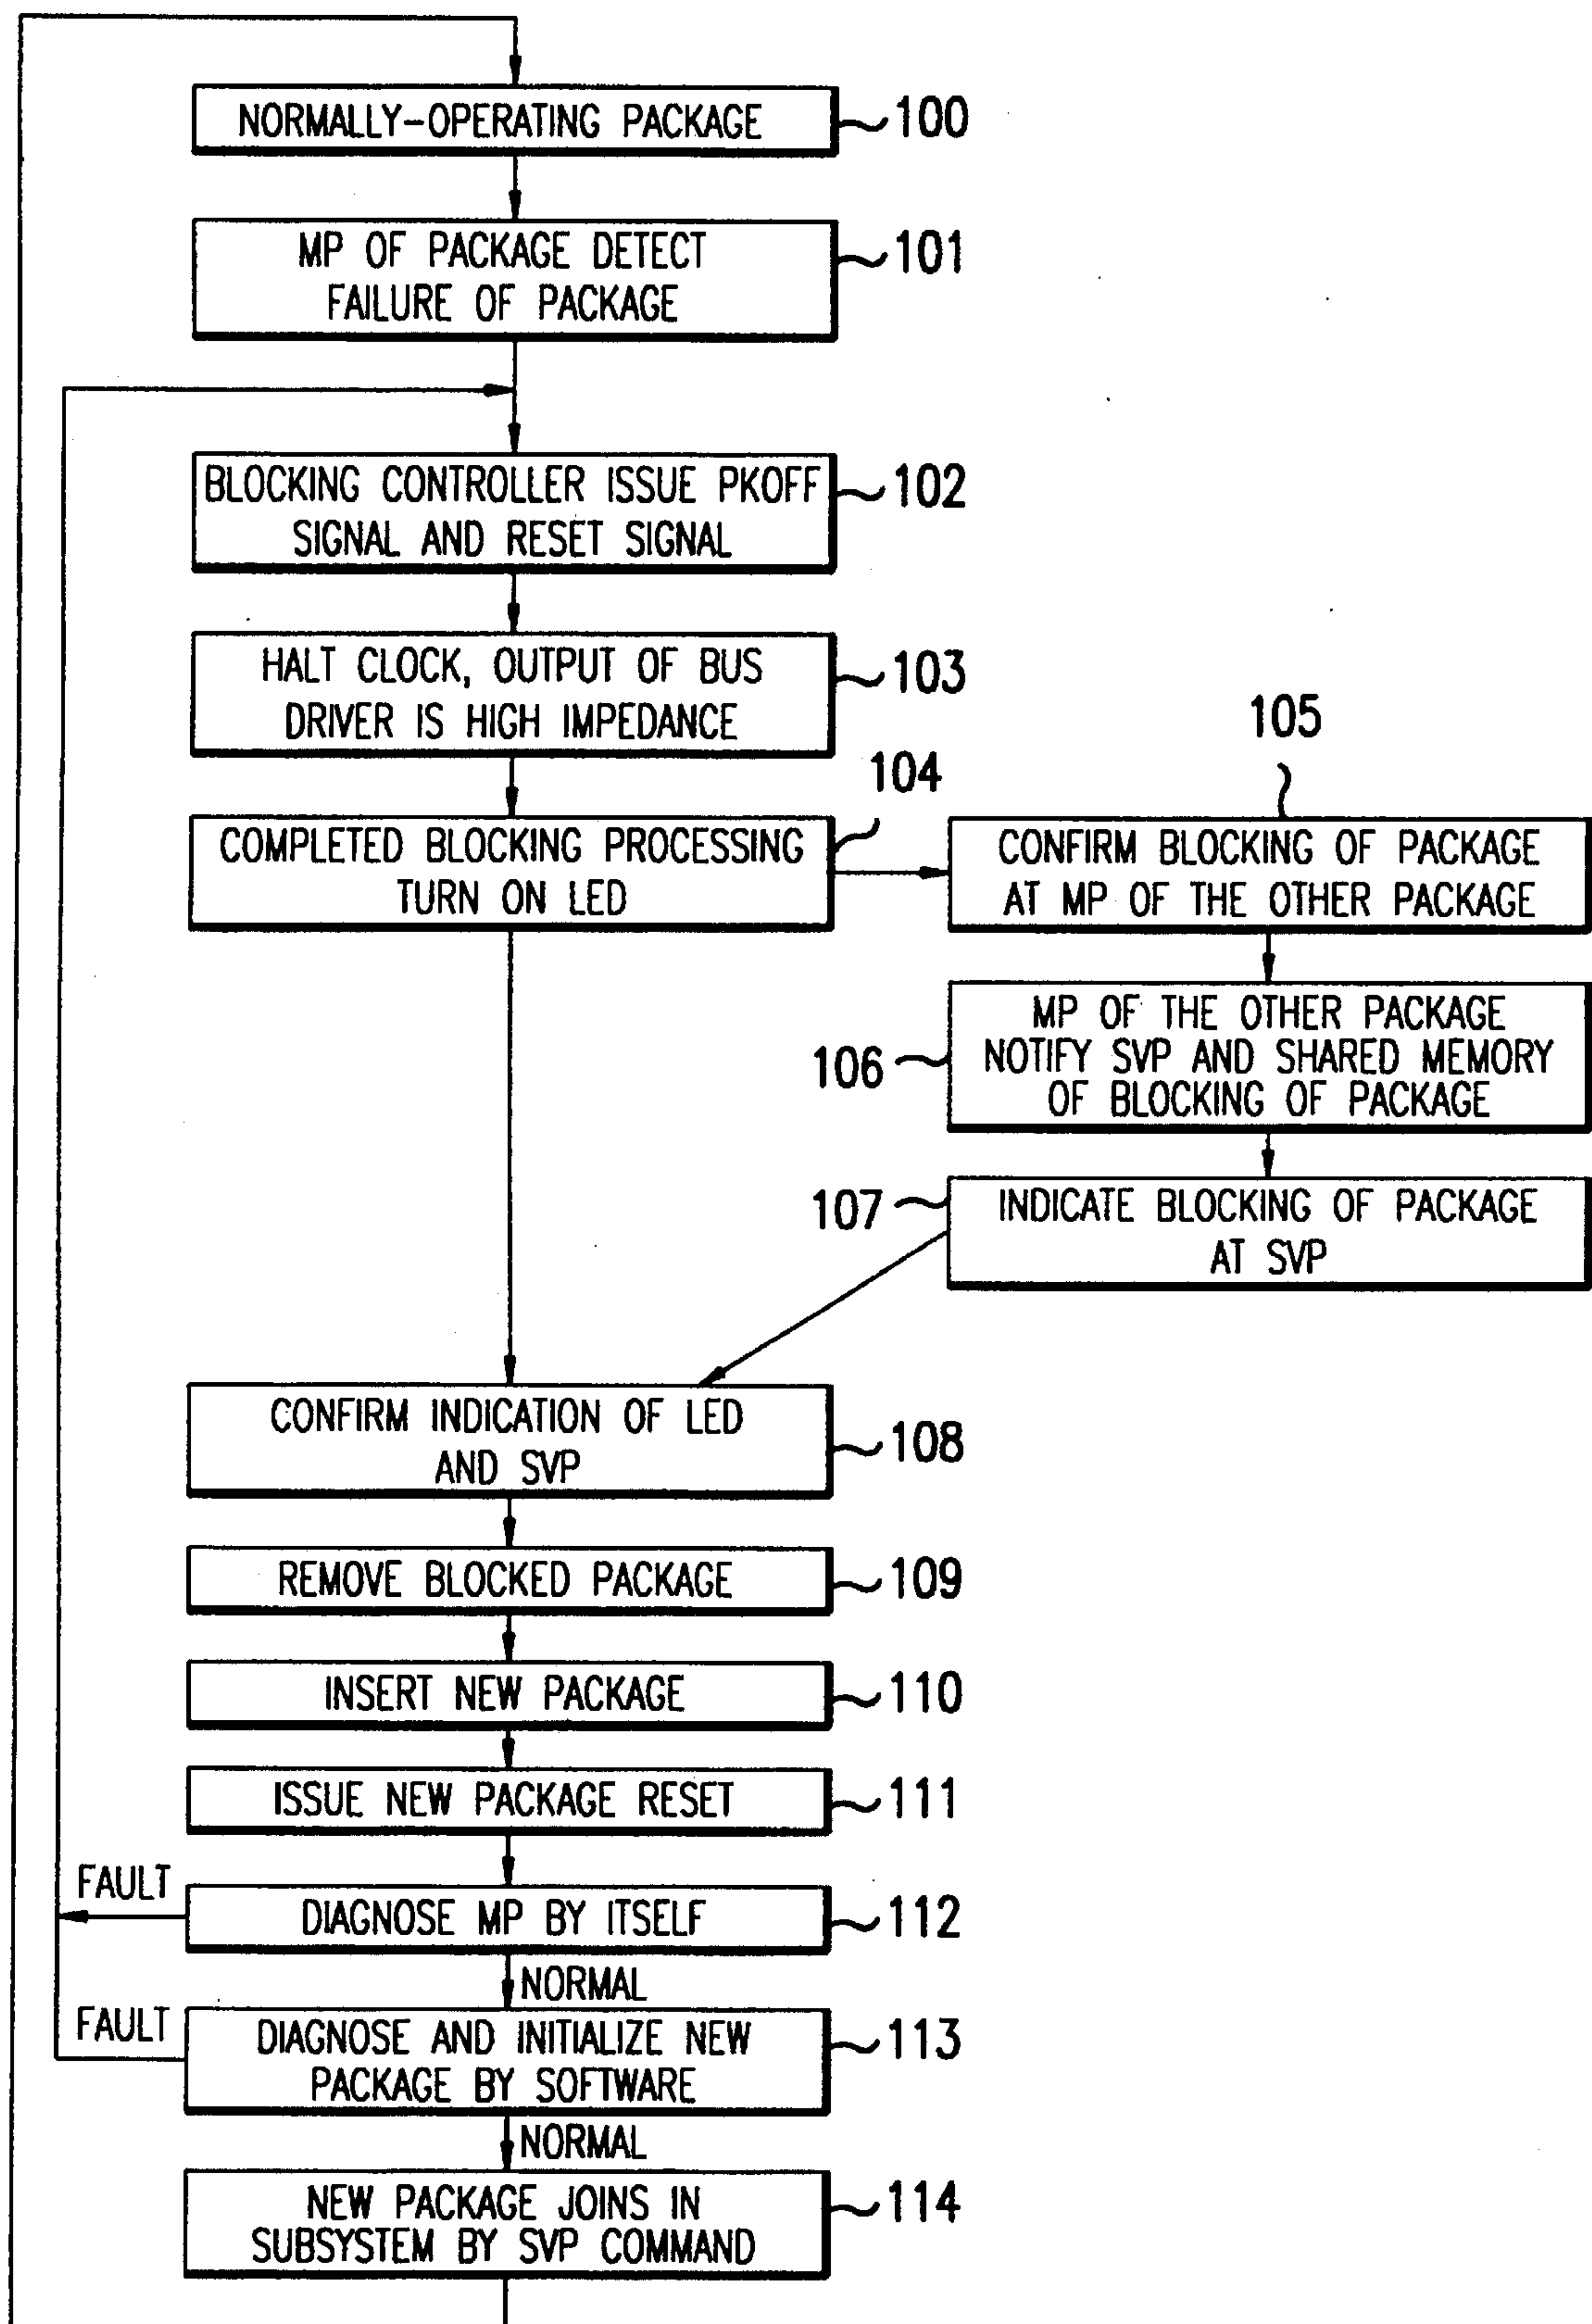 NORMALLY-OPERATING PACKAGE
100
MP OF PACKAGE DETECT
FAILURE OF PACKAGE
101
BLOCKING CONTROLLER ISSUE PKOFF
SIGNAL AND RESET SIGNAL
102
HALT CLOCK, OUTPUT OF BUS
DRIVER IS HIGH IMPEDANCE
103
COMPLETED BLOCKING PROCESSING
TURN ON LED
104
105
CONFIRM BLOCKING OF PACKAGE
AT MP OF THE OTHER PACKAGE
MP OF THE OTHER PACKAGE
NOTIFY SVP AND SHARED MEMORY
OF BLOCKING OF PACKAGE
106
107
INDICATE BLOCKING OF PACKAGE
AT SVP
CONFIRM INDICATION OF LED
AND SVP
108
REMOVE BLOCKED PACKAGE
109
INSERT NEW PACKAGE
110
ISSUE NEW PACKAGE RESET
111
FAULT
DIAGNOSE MP BY ITSELF
112
NORMAL
FAULT
DIAGNOSE AND INITIALIZE NEW
PACKAGE BY SOFTWARE
113
NORMAL
NEW PACKAGE JOINS IN
SUBSYSTEM BY SVP COMMAND
114